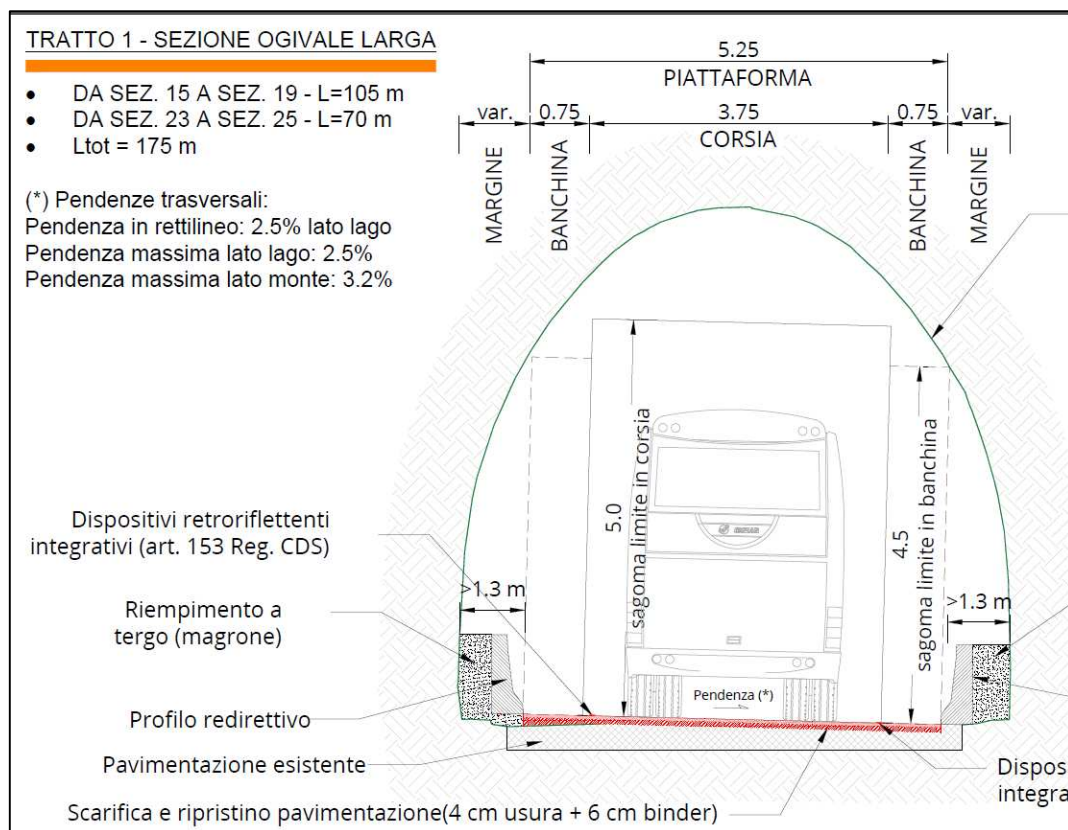 TRATTO 1 - SEZIONE OGIVALE LARGA
• DA SEZ. 15 A SEZ. 19 - L=105 m
• DA SEZ. 23 A SEZ. 25 - L=70 m
• Ltot = 175 m
(*) Pendenze trasversali:
Pendenza in rettilineo: 2.5% lato lago
Pendenza massima lato lago: 2.5%
Pendenza massima lato monte: 3.2%
5.25
PIATTAFORMA
var. 0.75 3.75 0.75 var.
CORSIA
MARGINE
BANCHINA
BANCHINA
MARGINE
5.0
sagoma limite in corsia
4.5
sagoma limite in banchina
Dispositivi retroriflettenti
integrativi (art. 153 Reg. CDS)
>1.3 m
>1.3 m
Riempimento a
tergo (magrone)
Profilo redirettivo
Pendenza (*)
Pavimentazione esistente
Dispos
integra
Scarifica e ripristino pavimentazione(4 cm usura + 6 cm binder)